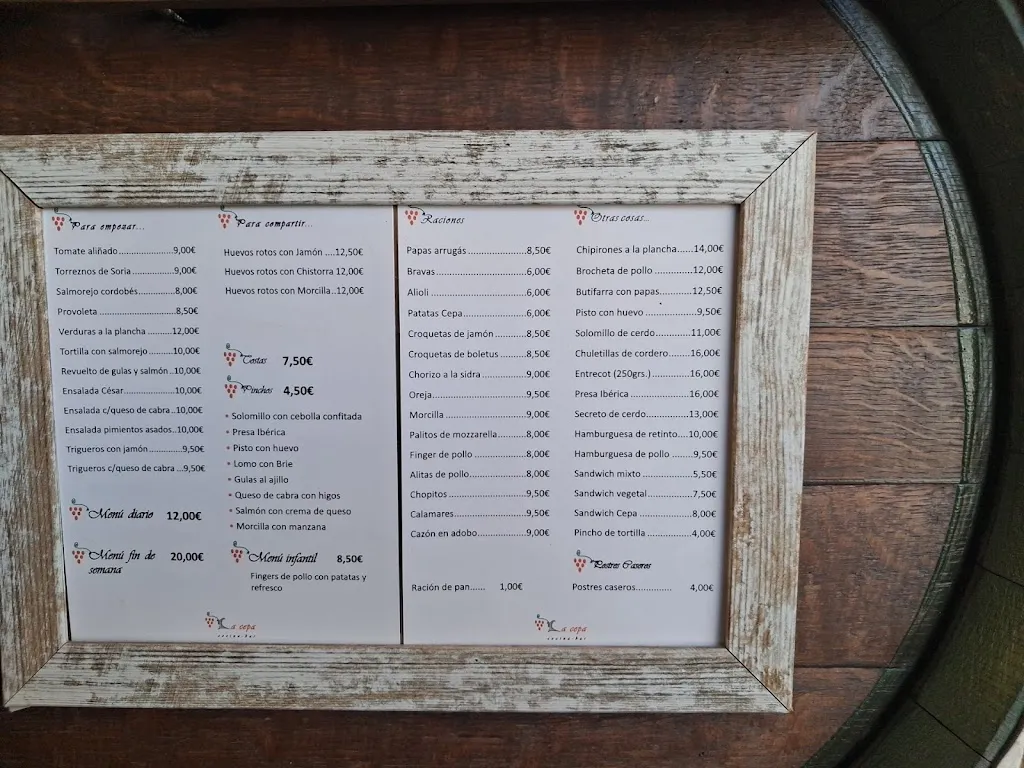 Para empezar...
Tomate aliñado.....................9,00€
Torreznos de Soria................9,00€
Salmorejo cordobés..............8,00€
Provoleta.............................8,50€
Verduras a la plancha .........12,00€
Tortilla con salmorejo.........10,00€
Revuelto de gulas y salmón..10,00€
Ensalada César...................10,00€
Ensalada c/queso de cabra..10,00€
Ensalada pimientos asados..10,00€
Trigueros con jamón............9,50€
Trigueros c/queso de cabra ...9,50€
Menú diario 12,00€
Menú fin de semana 20,00€
Para compartir...
Huevos rotos con Jamón ....12,50€
Huevos rotos con Chistorra 12,00€
Huevos rotos con Morcilla..12,00€
Tostas 7,50€
Pinchos 4,50€
• Solomillo con cebolla confitada
• Presa Ibérica
• Pisto con huevo
• Lomo con Brie
• Gulas al ajillo
• Queso de cabra con higos
• Salmón con crema de queso
• Morcilla con manzana
Menú infantil 8,50€
Fingers de pollo con patatas y
refresco
La cepa
cocina-bar
Raciones
Papas arrugás .....................8,50€
Bravas .................................6,00€
Alioli ...................................6,00€
Patatas Cepa.......................6,00€
Croquetas de jamón............8,50€
Croquetas de boletus..........8,50€
Chorizo a la sidra ................9,00€
Oreja...................................9,50€
Morcilla...............................9,00€
Palitos de mozzarella...........8,00€
Finger de pollo ....................8,00€
Alitas de pollo......................8,00€
Chopitos ..............................9,50€
Calamares............................9,50€
Cazón en adobo...................9,00€
Ración de pan...... 1,00€
Otras cosas...
Chipirones a la plancha......14,00€
Brocheta de pollo ..............12,00€
Butifarra con papas............12,50€
Pisto con huevo ...................9,50€
Solomillo de cerdo..............11,00€
Chuletillas de cordero........16,00€
Entrecot (250grs.)...............16,00€
Presa Ibérica ......................16,00€
Secreto de cerdo................13,00€
Hamburguesa de retinto....10,00€
Hamburguesa de pollo ........9,50€
Sandwich mixto ...................5,50€
Sandwich vegetal.................7,50€
Sandwich Cepa ....................8,00€
Pincho de tortilla .................4,00€
Postres Caseros
Postres caseros............. 4,00€
La cepa
cocina-bar